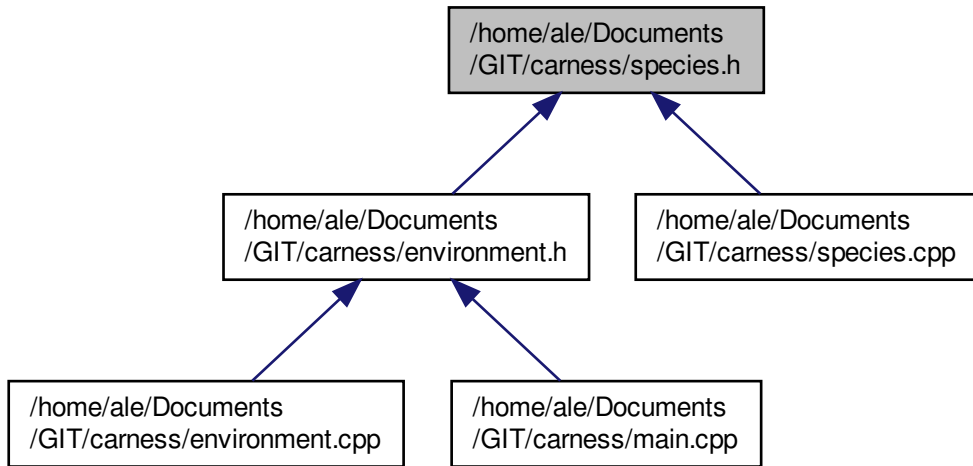 /home/ale/Documents
/GIT/carness/species.h
/home/ale/Documents
/GIT/carness/environment.h
/home/ale/Documents
/GIT/carness/species.cpp
/home/ale/Documents
/GIT/carness/environment.cpp
/home/ale/Documents
/GIT/carness/main.cpp